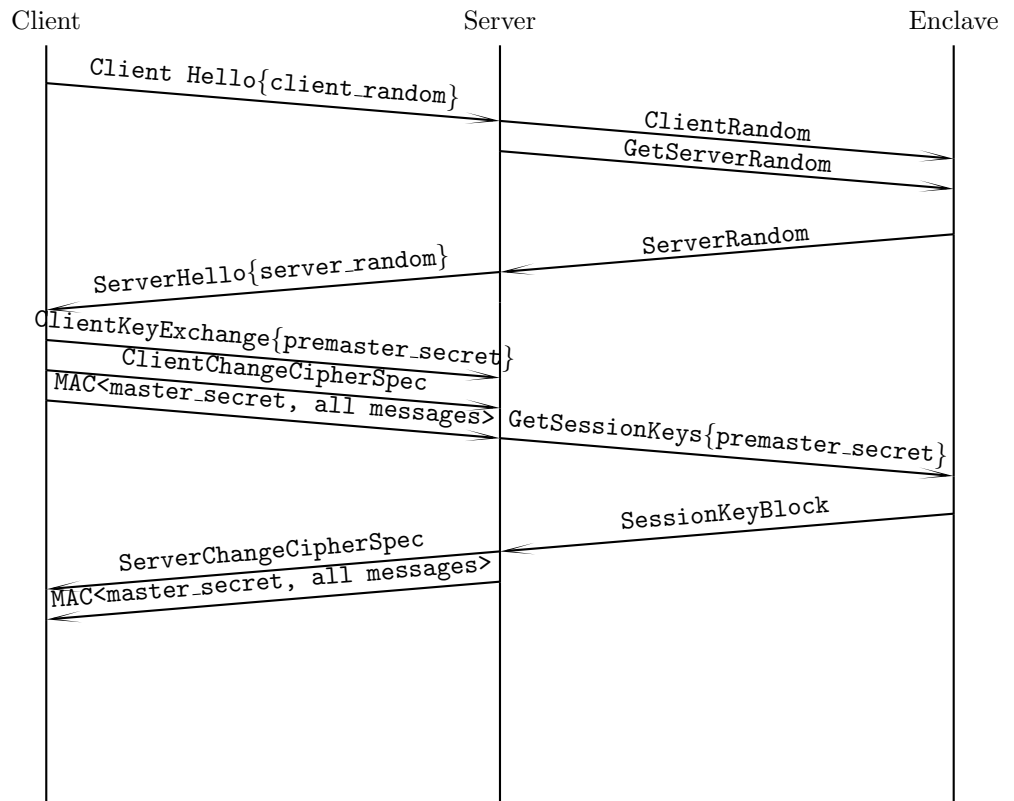 Client Server Enclave
Client Hello{client_random}
ClientRandom
GetServerRandom
ServerRandom
ServerHello{server_random}
ClientKeyExchange{premaster_secret}
ClientChangeCipherSpec
MAC<master_secret, all messages>
GetSessionKeys{premaster_secret}
SessionKeyBlock
ServerChangeCipherSpec
MAC<master_secret, all messages>